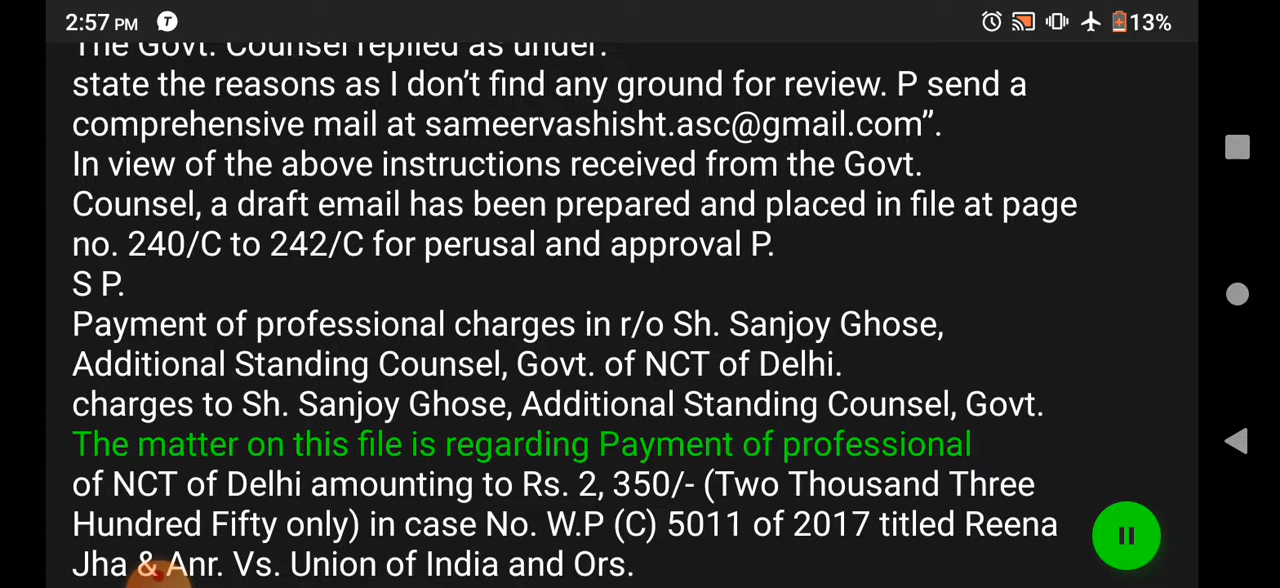 2:57 PM T 13%
The Govt. Counsel replied as under.
state the reasons as I don't find any ground for review. P send a
comprehensive mail at sameervashisht.asc@gmail.com”.
In view of the above instructions received from the Govt.
Counsel, a draft email has been prepared and placed in file at page
no. 240/C to 242/C for perusal and approval P.
S P.
Payment of professional charges in r/o Sh. Sanjoy Ghose,
Additional Standing Counsel, Govt. of NCT of Delhi.
charges to Sh. Sanjoy Ghose, Additional Standing Counsel, Govt.
The matter on this file is regarding Payment of professional
of NCT of Delhi amounting to Rs. 2, 350/- (Two Thousand Three
Hundred Fifty only) in case No. W.P (C) 5011 of 2017 titled Reena
Jha & Anr. Vs. Union of India and Ors.